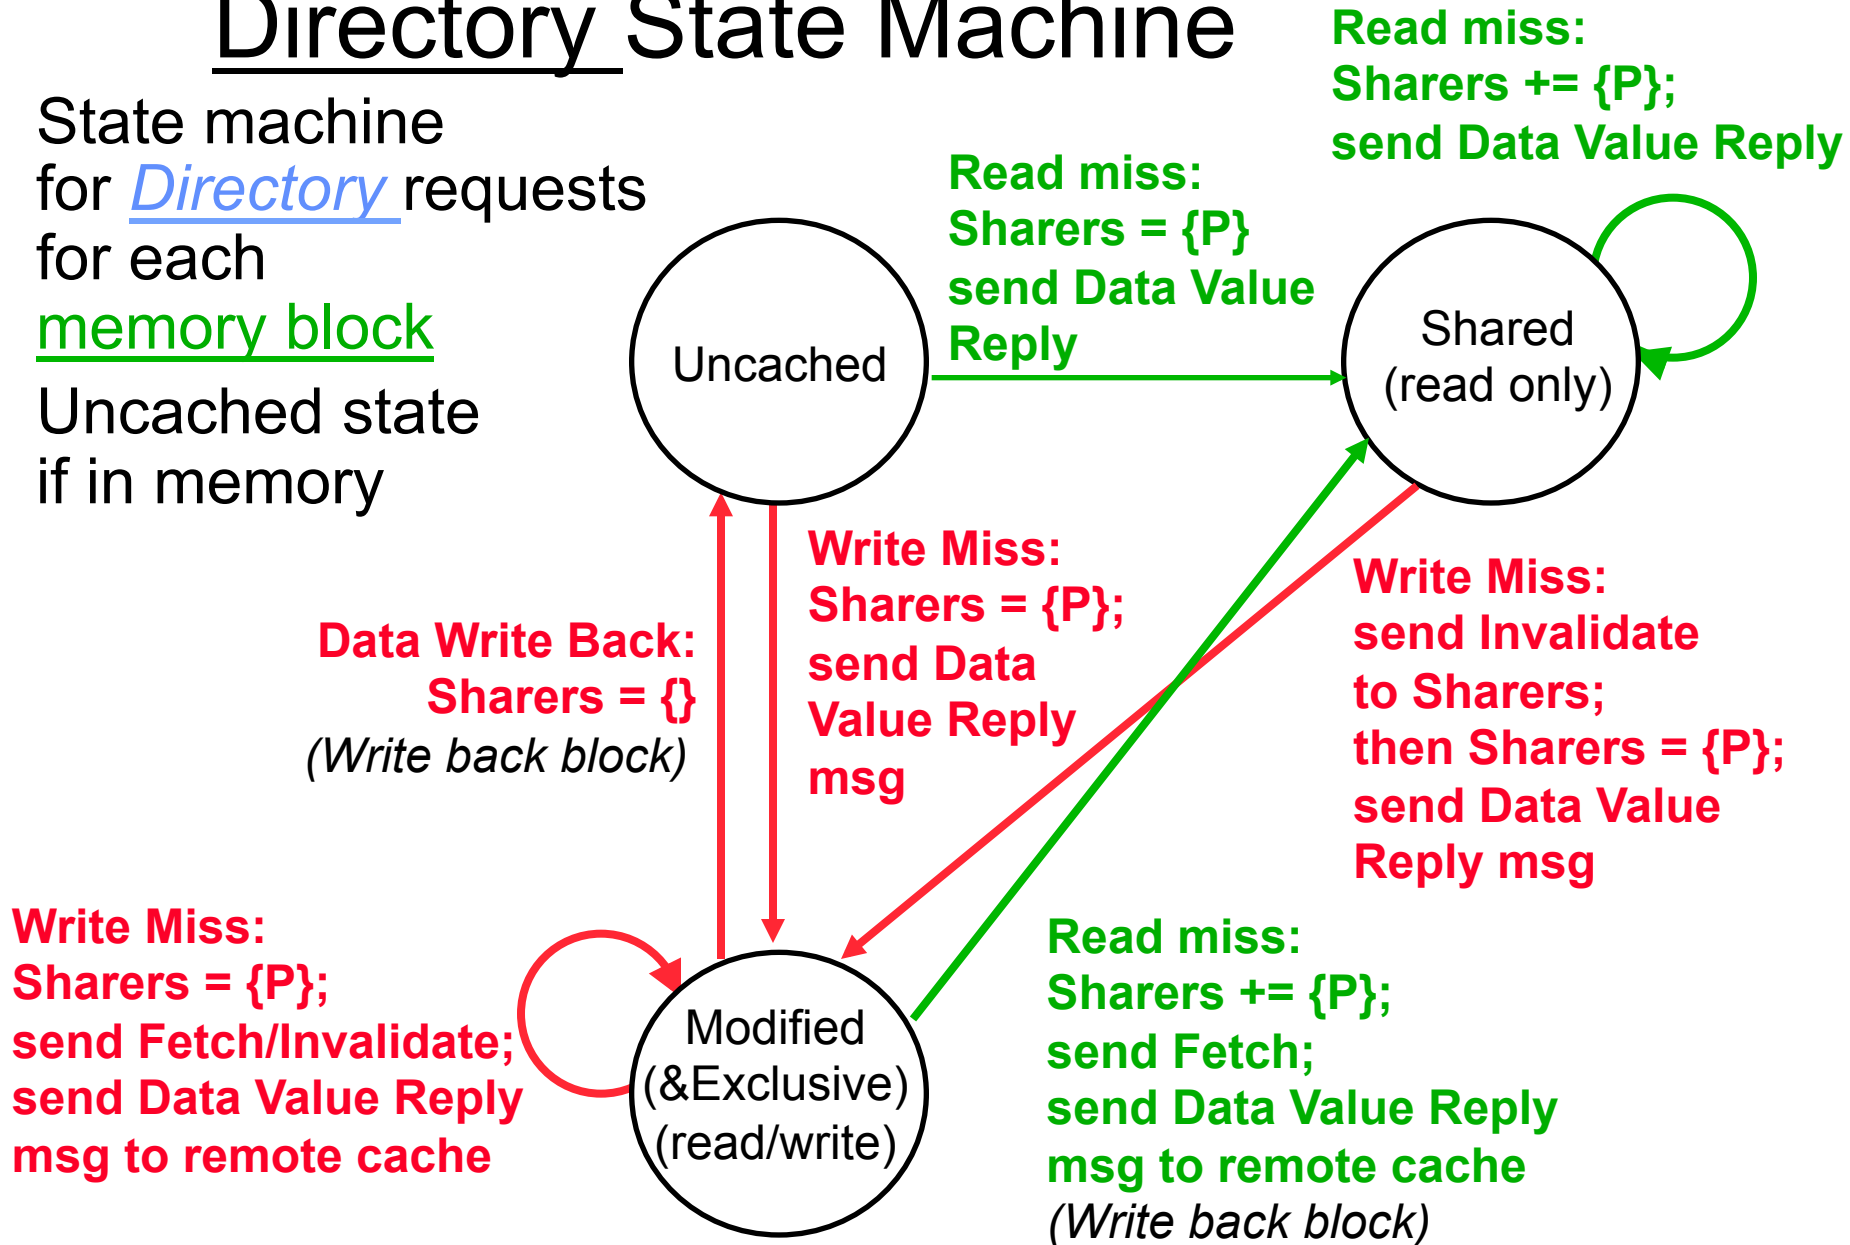 Directory State Machine
State machine
for Directory requests
for each
memory block
Uncached state
if in memory
Read miss:
Sharers += {P};
send Data Value Reply
Read miss:
Sharers = {P}
send Data Value
Reply
Uncached
Shared
(read only)
Write Miss:
Sharers = {P};
send Data
Value Reply
msg
Data Write Back:
Sharers = {}
(Write back block)
Write Miss:
send Invalidate
to Sharers;
then Sharers = {P};
send Data Value
Reply msg
Write Miss:
Sharers = {P};
send Fetch/Invalidate;
send Data Value Reply
msg to remote cache
Modified
(&Exclusive)
(read/write)
Read miss:
Sharers += {P};
send Fetch;
send Data Value Reply
msg to remote cache
(Write back block)